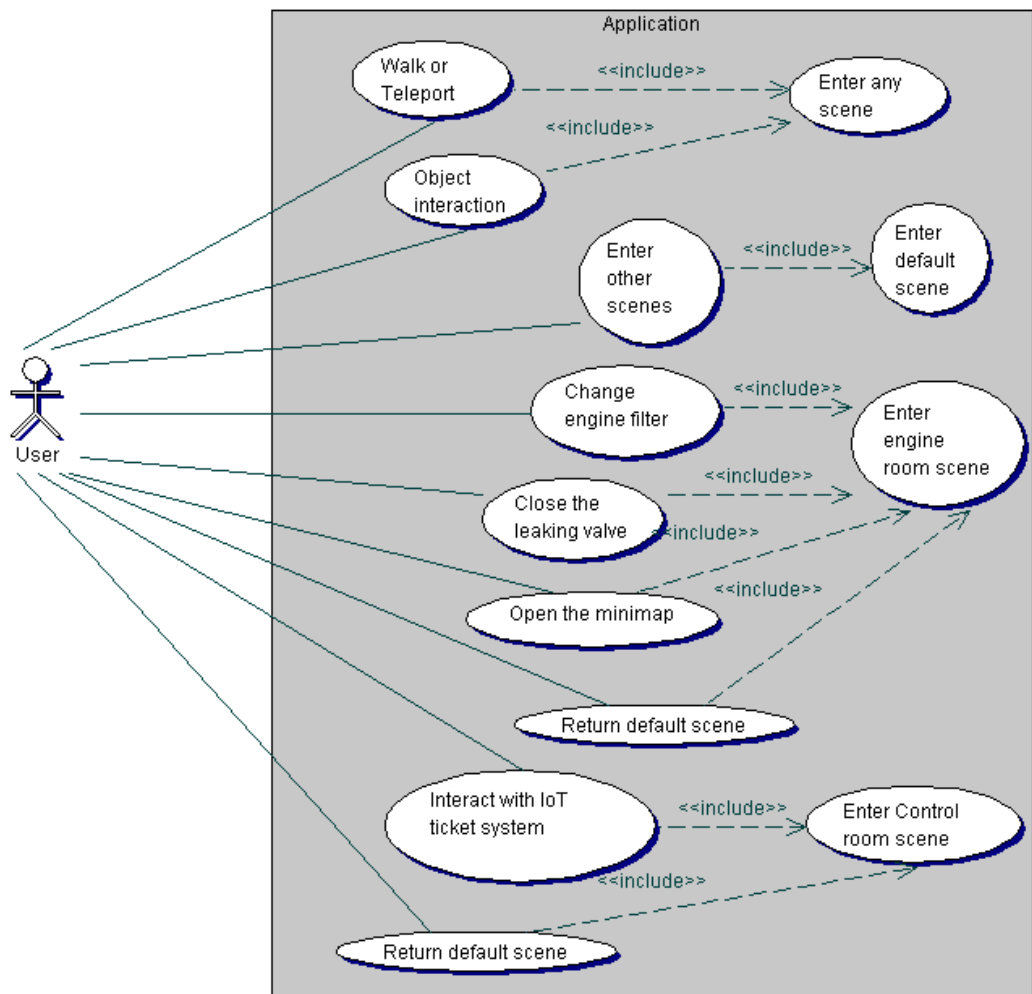 Application
Walk or
Teleport
<<include>>
Enter any
scene
<<include>>
Object
interaction
Enter
other
scenes
<<include>>
Enter
default
scene
User
Change
engine filter
<<include>>
Enter
engine
room scene
Close the
leaking valve
<<include>>
<<include>>
Open the minimap
<<include>>
Return default scene
Interact with IoT
ticket system
<<include>>
Enter Control
room scene
<<include>>
Return default scene